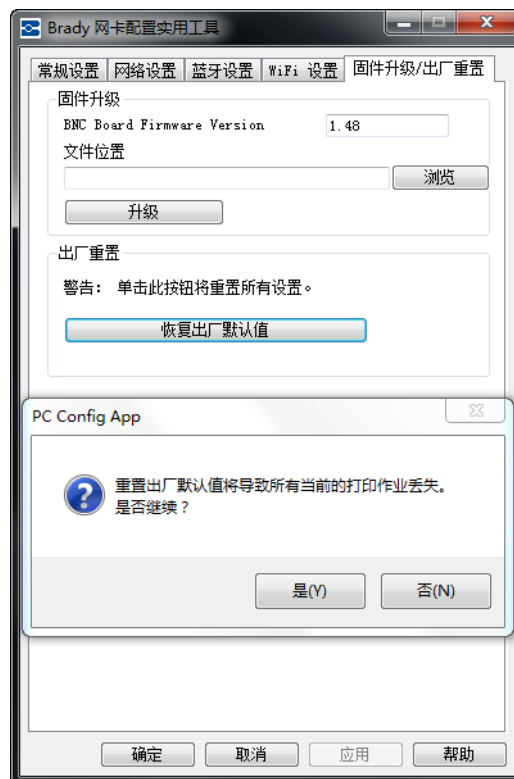 Brady 网卡配置实用工具
常规设置 网络设置 蓝牙设置 WiFi 设置 固件升级/出厂重置
固件升级
BNC Board Firmware Version 1.48
文件位置
浏览
升级
出厂重置
警告： 单击此按钮将重置所有设置。
恢复出厂默认值
PC Config App
重置出厂默认值将导致所有当前的打印作业丢失。
是否继续？
是(Y) 否(N)
确定 取消 应用 帮助